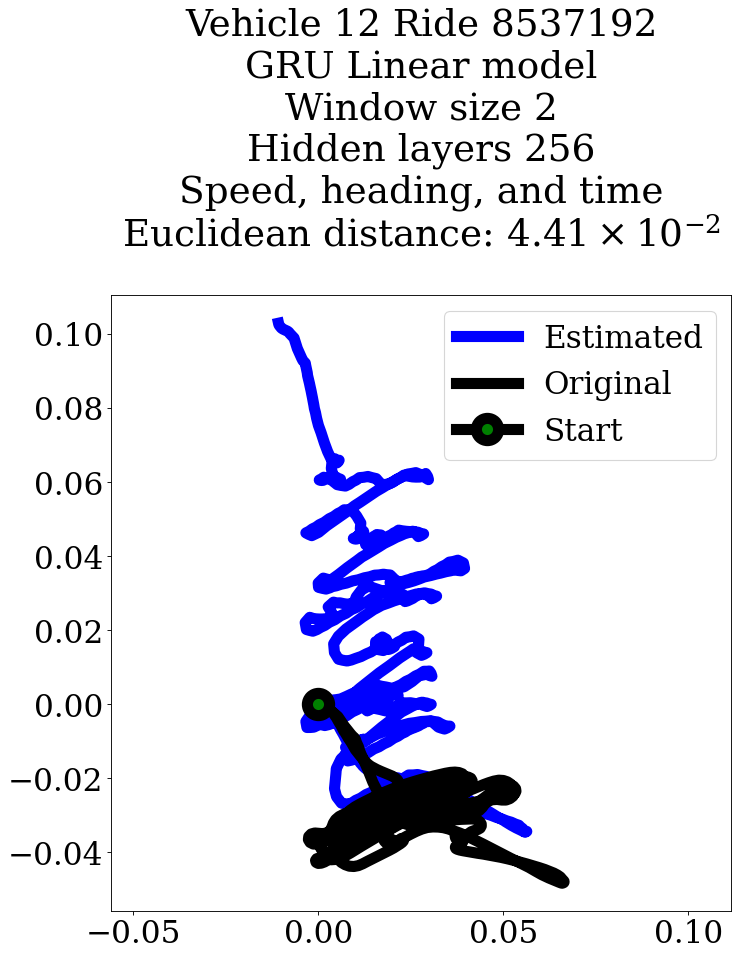 Vehicle 12 Ride 8537192
GRU Linear model
Window size 2
Hidden layers 256
Speed, heading, and time
Euclidean distance: 4.41 × 10⁻²
Estimated
Original
Start
0.10
0.08
0.06
0.04
0.02
0.00
−0.02
−0.04
−0.05 0.00 0.05 0.10